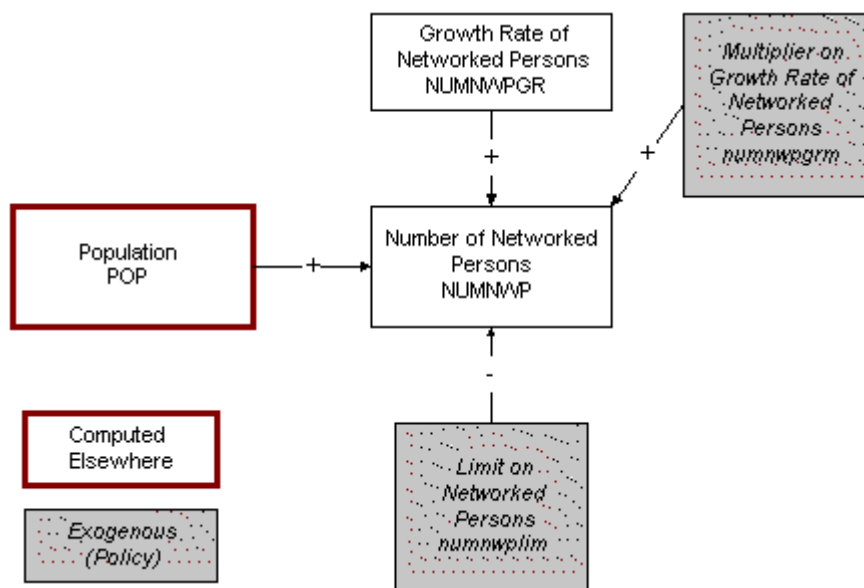 Growth Rate of
Networked Persons
NUMNWPGR
Multiplier on
Growth Rate of
Networked
Persons
numnwpgrm
+
+
Population
POP
+
Number of Networked
Persons
NUMNWP
-
Computed
Elsewhere
Limit on
Networked
Persons
numnwplim
Exogenous
(Policy)